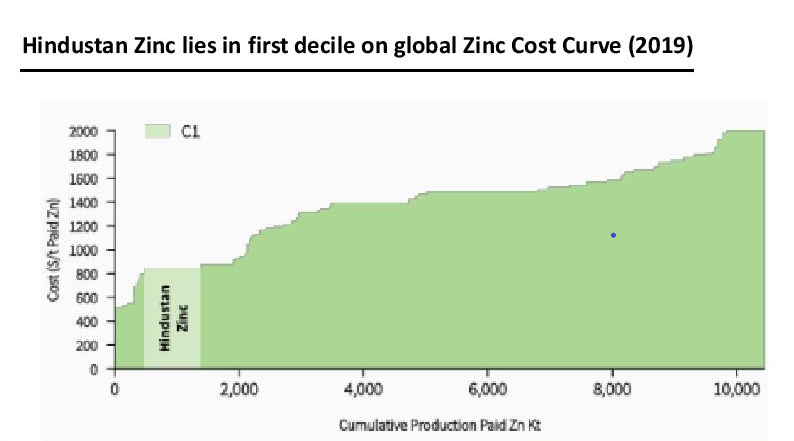 Hindustan Zinc lies in first decile on global Zinc Cost Curve (2019)
C1
2000
1800
1600
1400
1200
1000
800
600
400
200
0
Cost ($/t Paid Zn)
Hindustan
Zinc
0 2,000 4,000 6,000 8,000 10,000
Cumulative Production Paid Zn Kt